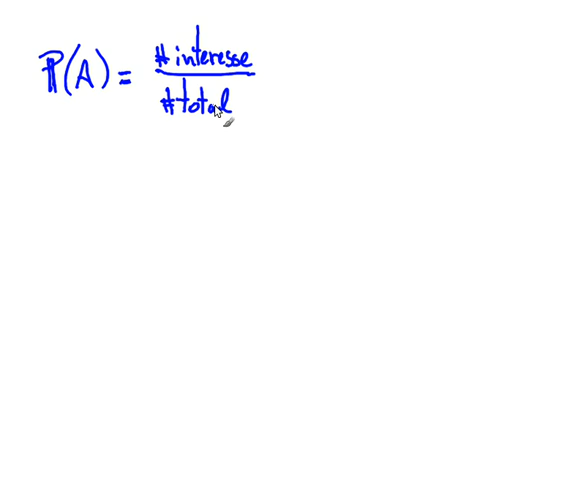 P(A) = # interesse
# total